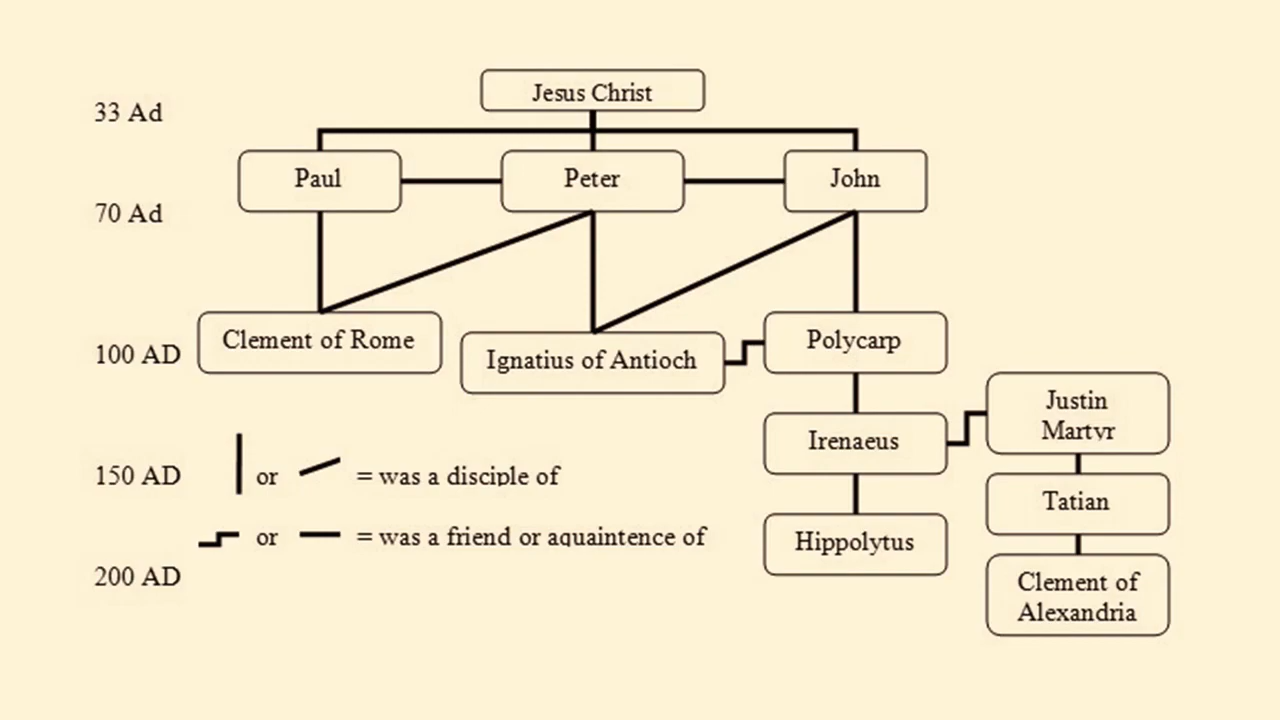 Jesus Christ
33 Ad
Paul
Peter
John
70 Ad
Clement of Rome
Ignatius of Antioch
Polycarp
100 AD
Justin
Martyr
Irenaeus
150 AD
or
= was a disciple of
Tatian
or
= was a friend or aquaintence of
Hippolytus
200 AD
Clement of
Alexandria